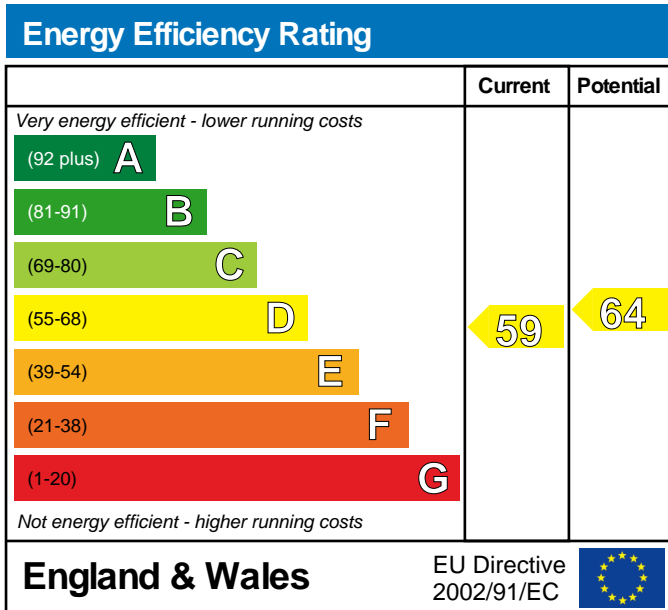 Energy Efficiency Rating
Current Potential
Very energy efficient - lower running costs
(92 plus) A
(81-91) B
(69-80) C
(55-68) D
(39-54) E
(21-38) F
(1-20) G
59
64
Not energy efficient - higher running costs
England & Wales
EU Directive
2002/91/EC